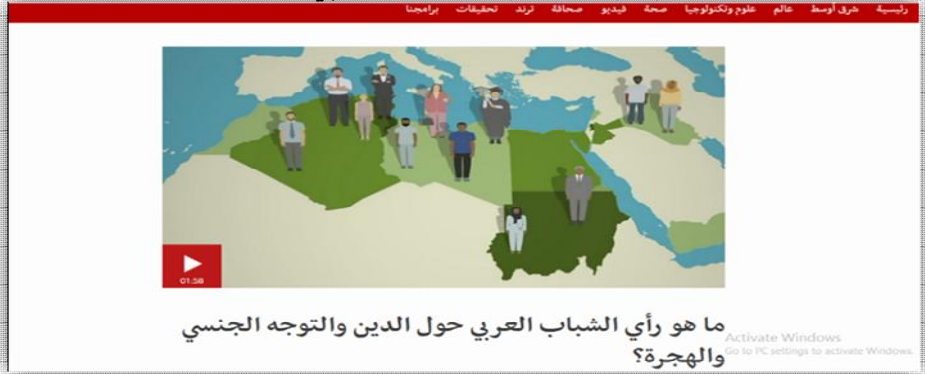 رئيسية شرق أوسط عالم علوم وتكنولوجيا صحة فيديو صحافة ترند تحقيقات برامجنا
01:58
ما هو رأي الشباب العربي حول الدين والتوجه الجنسي
والهجرة؟
Activate Windows
Go to PC settings to activate Windows.